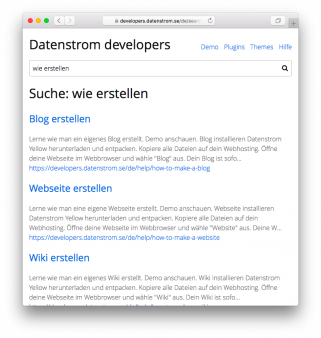 developers.datenstrom.se/de/sea
Datenstrom developers
Demo Plugins Themes Hilfe
wie erstellen
Suche: wie erstellen
Blog erstellen
Lerne wie man ein eigenes Blog erstellt. Demo anschauen. Blog installieren Datenstrom
Yellow herunterladen und entpacken. Kopiere alle Dateien auf dein Webhosting. Öffne
deine Webseite im Webbrowser und wähle "Blog" aus. Dein Blog ist sofo...
https://developers.datenstrom.se/de/help/how-to-make-a-blog
Webseite erstellen
Lerne wie man eine eigene Webseite erstellt. Demo anschauen. Webseite installieren
Datenstrom Yellow herunterladen und entpacken. Kopiere alle Dateien auf dein
Webhosting. Öffne deine Webseite im Webbrowser und wähle "Website" aus. Deine W...
https://developers.datenstrom.se/de/help/how-to-make-a-website
Wiki erstellen
Lerne wie man ein eigenes Wiki erstellt. Demo anschauen. Wiki installieren Datenstrom
Yellow herunterladen und entpacken. Kopiere alle Dateien auf dein Webhosting. Öffne
deine Webseite im Webbrowser und wähle "Wiki" aus. Dein Wiki ist sofo...